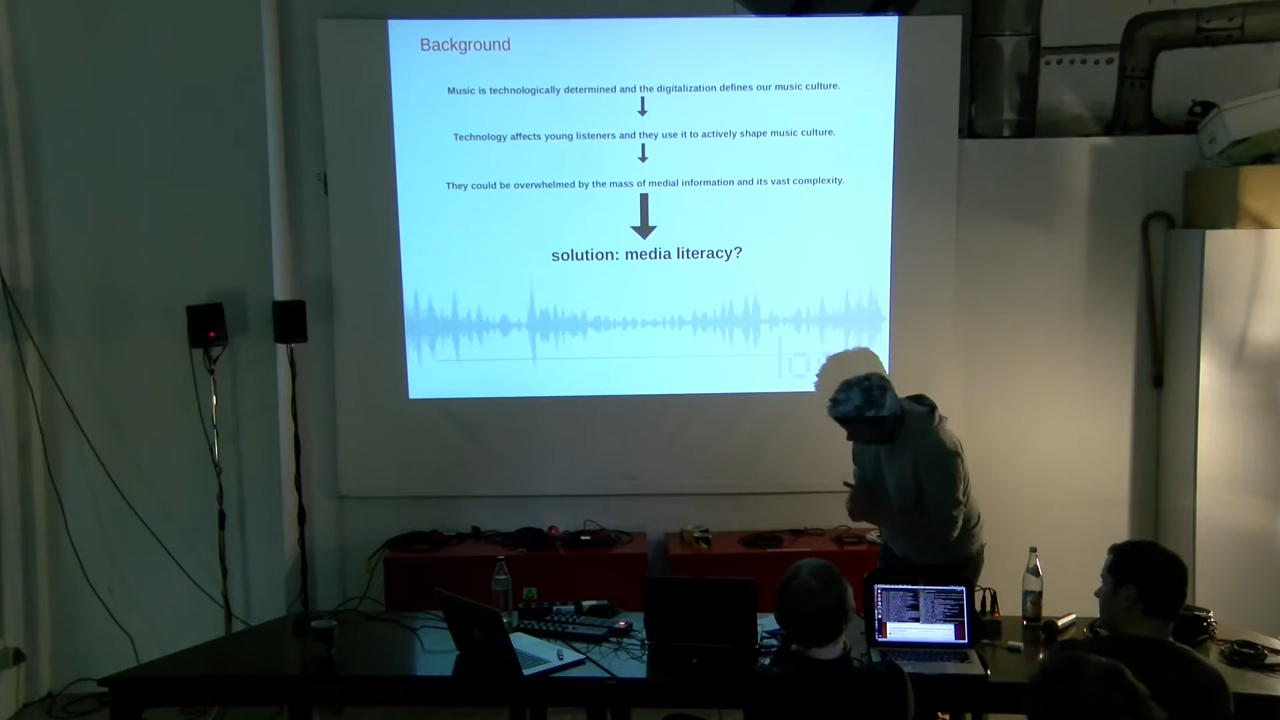 Background
Music is technologically determined and the digitalization defines our music culture.
Technology affects young listeners and they use it to actively shape music culture.
They could be overwhelmed by the mass of medial information and its vast complexity.
solution: media literacy?